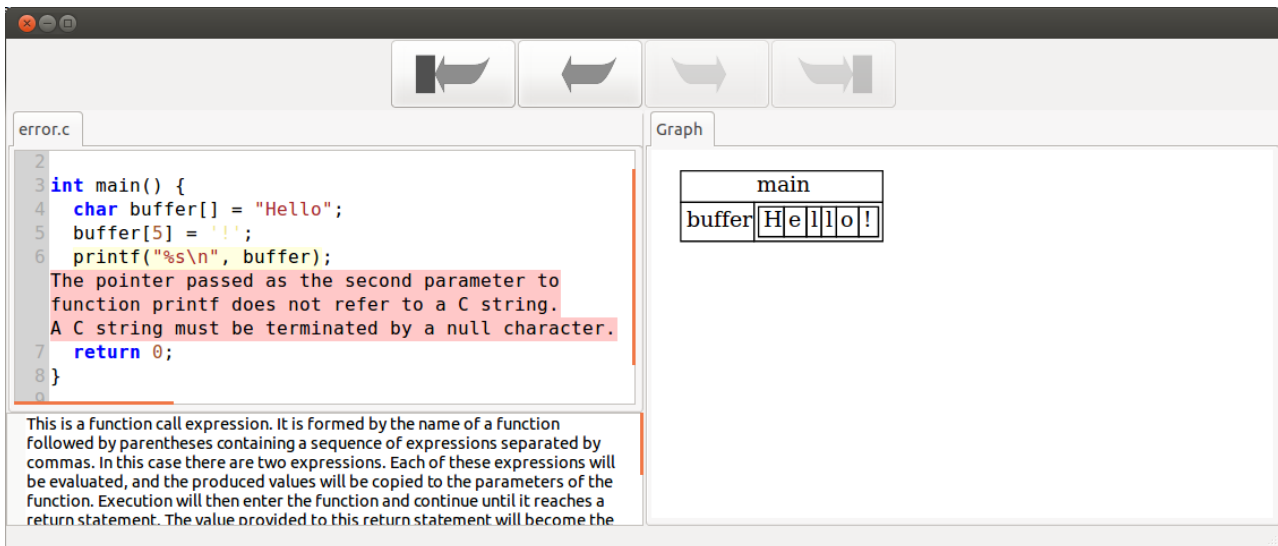 error.c
2
3 int main() {
4 char buffer[] = "Hello";
5 buffer[5] = '!';
6 printf("%s\n", buffer);
The pointer passed as the second parameter to
function printf does not refer to a C string.
A C string must be terminated by a null character.
7 return 0;
8 }
9
This is a function call expression. It is formed by the name of a function
followed by parentheses containing a sequence of expressions separated by
commas. In this case there are two expressions. Each of these expressions will
be evaluated, and the produced values will be copied to the parameters of the
function. Execution will then enter the function and continue until it reaches a
return statement. The value provided to this return statement will become the
Graph
main
buffer H e l l o !